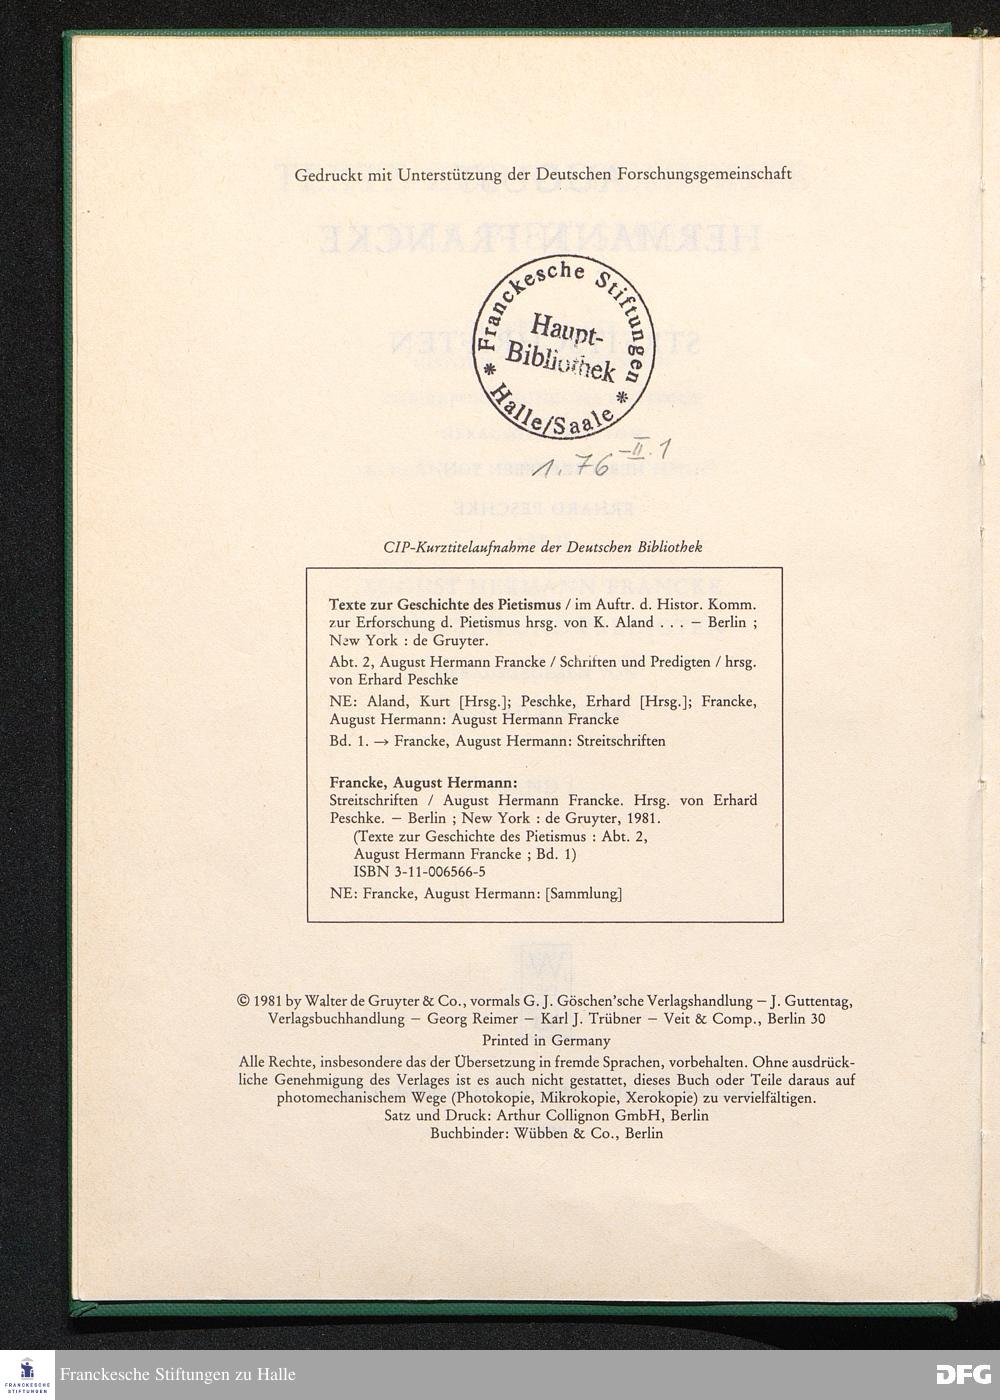 Gedruckt mit Unterstützung der Deutschen Forschungsgemeinschaft
Franckesche Stiftungen
Haupt-
Bibliothek
* Halle/Saale *
1.76-II.1
CIP-Kurztitelaufnahme der Deutschen Bibliothek
Texte zur Geschichte des Pietismus / im Auftr. d. Histor. Komm.
zur Erforschung d. Pietismus hrsg. von K. Aland . . . – Berlin ;
New York : de Gruyter.
Abt. 2, August Hermann Francke / Schriften und Predigten / hrsg.
von Erhard Peschke
NE: Aland, Kurt [Hrsg.]; Peschke, Erhard [Hrsg.]; Francke,
August Hermann: August Hermann Francke
Bd. 1. → Francke, August Hermann: Streitschriften
Francke, August Hermann:
Streitschriften / August Hermann Francke. Hrsg. von Erhard
Peschke. – Berlin ; New York : de Gruyter, 1981.
(Texte zur Geschichte des Pietismus : Abt. 2,
August Hermann Francke ; Bd. 1)
ISBN 3-11-006566-5
NE: Francke, August Hermann: [Sammlung]
© 1981 by Walter de Gruyter & Co., vormals G. J. Göschen’sche Verlagshandlung – J. Guttentag,
Verlagsbuchhandlung – Georg Reimer – Karl J. Trübner – Veit & Comp., Berlin 30
Printed in Germany
Alle Rechte, insbesondere das der Übersetzung in fremde Sprachen, vorbehalten. Ohne ausdrück-
liche Genehmigung des Verlages ist es auch nicht gestattet, dieses Buch oder Teile daraus auf
photomechanischem Wege (Photokopie, Mikrokopie, Xerokopie) zu vervielfältigen.
Satz und Druck: Arthur Collignon GmbH, Berlin
Buchbinder: Wübben & Co., Berlin
FRANCKESCHE
STIFTUNGEN
Franckesche Stiftungen zu Halle
DFG